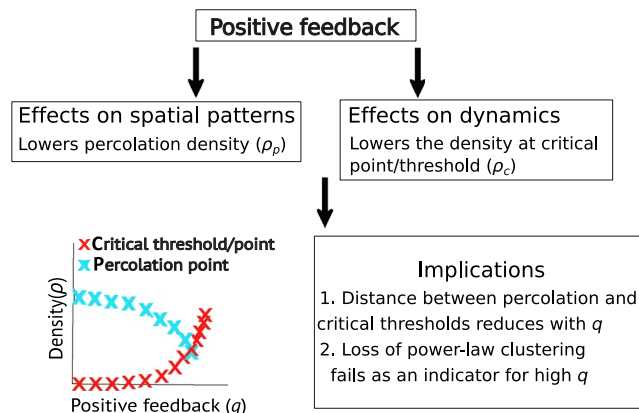 Positive feedback
Effects on spatial patterns
Lowers percolation density (ρp)
Effects on dynamics
Lowers the density at critical
point/threshold (ρc)
× Critical threshold/point
× Percolation point
Density(ρ)
Positive feedback (q)
Implications
1. Distance between percolation and
critical thresholds reduces with q
2. Loss of power-law clustering
fails as an indicator for high q